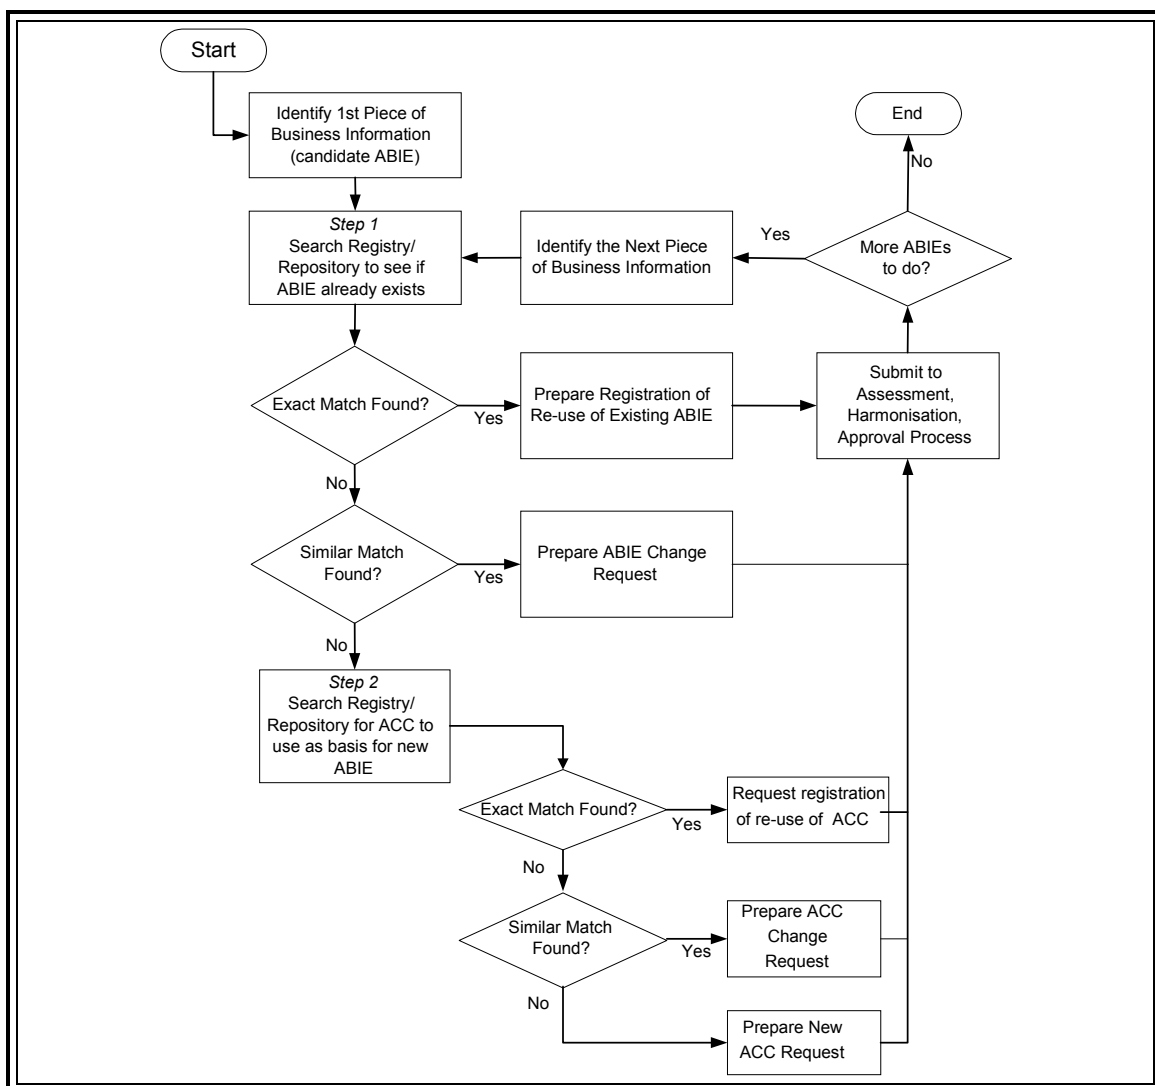 Start
Identify 1st Piece of
Business Information
(candidate ABIE)
End
No
Step 1
Search Registry/
Repository to see if
ABIE already exists
Identify the Next Piece
of Business Information
Yes
More ABIEs
to do?
Exact Match Found?
Yes
Prepare Registration of
Re-use of Existing ABIE
Submit to
Assessment,
Harmonisation,
Approval Process
No
Similar Match
Found?
Yes
Prepare ABIE Change
Request
No
Step 2
Search Registry/
Repository for ACC to
use as basis for new
ABIE
Exact Match Found?
Yes
Request registration
of re-use of ACC
No
Similar Match
Found?
Yes
Prepare ACC
Change
Request
No
Prepare New
ACC Request